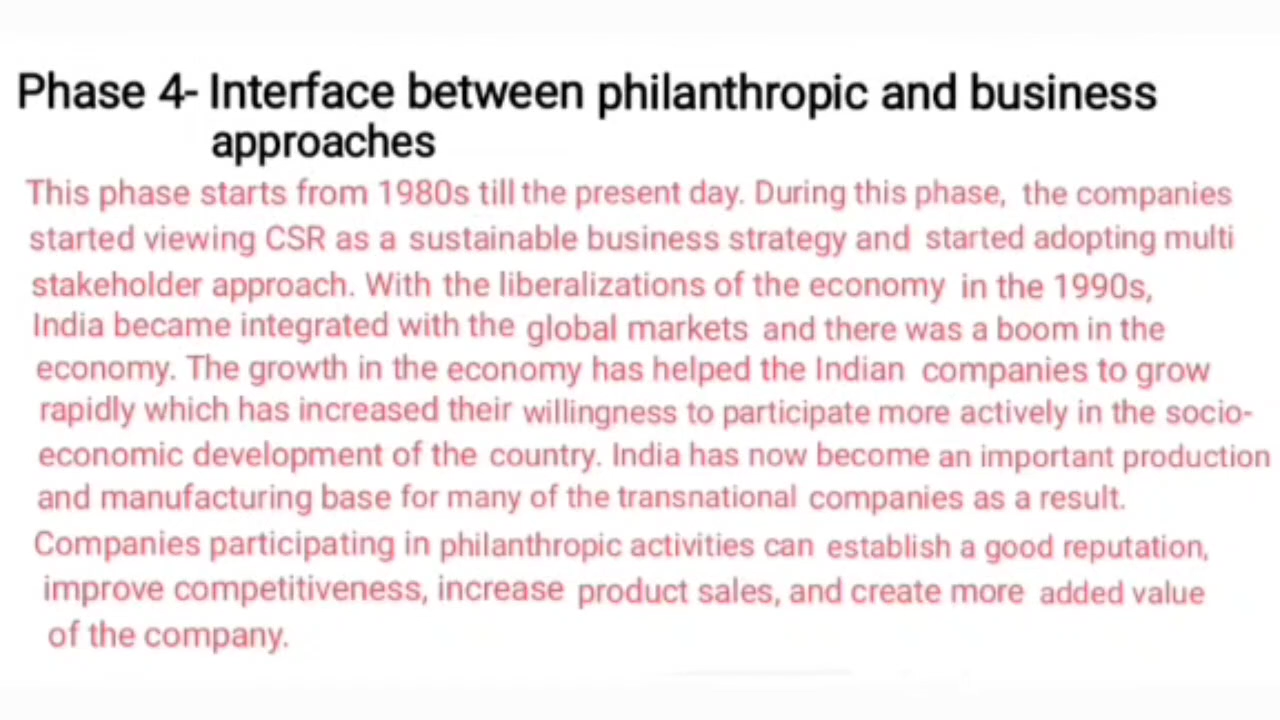 Phase 4- Interface between philanthropic and business
approaches
This phase starts from 1980s till the present day. During this phase, the companies
started viewing CSR as a sustainable business strategy and started adopting multi
stakeholder approach. With the liberalizations of the economy in the 1990s,
India became integrated with the global markets and there was a boom in the
economy. The growth in the economy has helped the Indian companies to grow
rapidly which has increased their willingness to participate more actively in the socio-
economic development of the country. India has now become an important production
and manufacturing base for many of the transnational companies as a result.
Companies participating in philanthropic activities can establish a good reputation,
improve competitiveness, increase product sales, and create more added value
of the company.